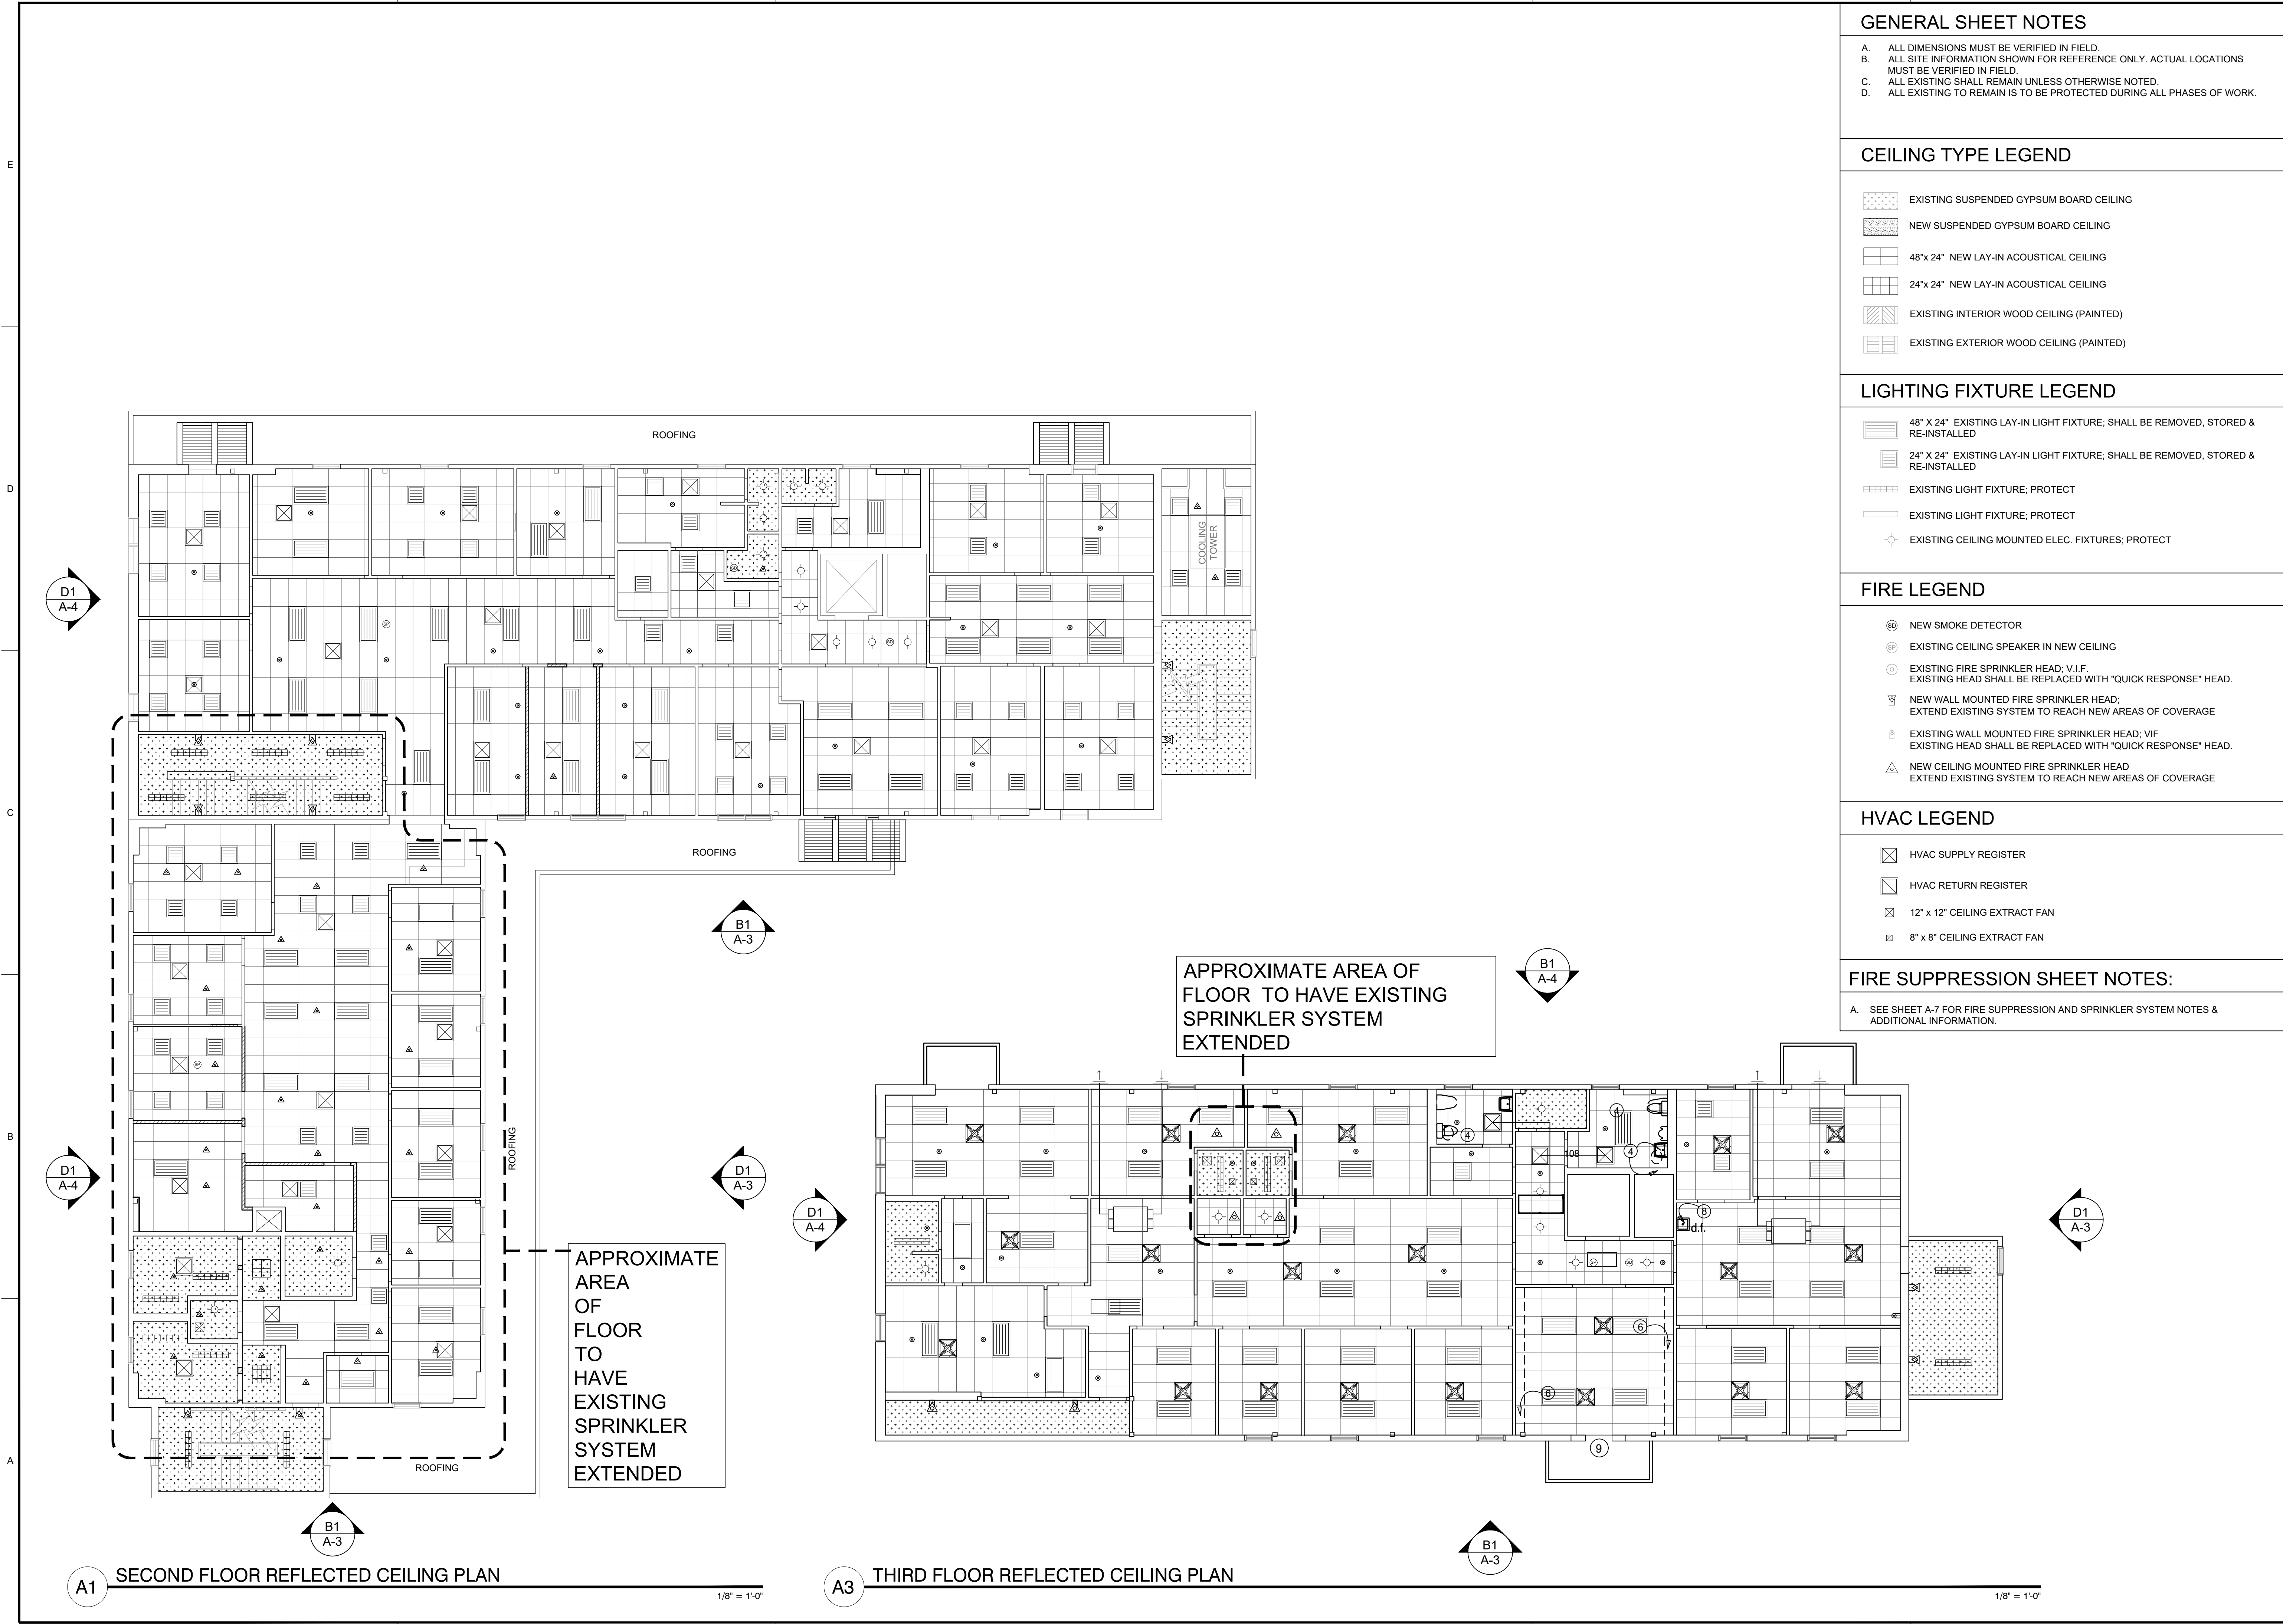 GENERAL SHEET NOTES
A. ALL DIMENSIONS MUST BE VERIFIED IN FIELD.
B. ALL SITE INFORMATION SHOWN FOR REFERENCE ONLY. ACTUAL LOCATIONS
MUST BE VERIFIED IN FIELD.
C. ALL EXISTING SHALL REMAIN UNLESS OTHERWISE NOTED.
D. ALL EXISTING TO REMAIN IS TO BE PROTECTED DURING ALL PHASES OF WORK.
CEILING TYPE LEGEND
EXISTING SUSPENDED GYPSUM BOARD CEILING
NEW SUSPENDED GYPSUM BOARD CEILING
48"x 24" NEW LAY-IN ACOUSTICAL CEILING
24"x 24" NEW LAY-IN ACOUSTICAL CEILING
EXISTING INTERIOR WOOD CEILING (PAINTED)
EXISTING EXTERIOR WOOD CEILING (PAINTED)
LIGHTING FIXTURE LEGEND
48" X 24" EXISTING LAY-IN LIGHT FIXTURE; SHALL BE REMOVED, STORED &
RE-INSTALLED
24" X 24" EXISTING LAY-IN LIGHT FIXTURE; SHALL BE REMOVED, STORED &
RE-INSTALLED
EXISTING LIGHT FIXTURE; PROTECT
EXISTING LIGHT FIXTURE; PROTECT
EXISTING CEILING MOUNTED ELEC. FIXTURES; PROTECT
FIRE LEGEND
SD NEW SMOKE DETECTOR
SP EXISTING CEILING SPEAKER IN NEW CEILING
EXISTING FIRE SPRINKLER HEAD; V.I.F.
EXISTING HEAD SHALL BE REPLACED WITH "QUICK RESPONSE" HEAD.
NEW WALL MOUNTED FIRE SPRINKLER HEAD;
EXTEND EXISTING SYSTEM TO REACH NEW AREAS OF COVERAGE
EXISTING WALL MOUNTED FIRE SPRINKLER HEAD; VIF
EXISTING HEAD SHALL BE REPLACED WITH "QUICK RESPONSE" HEAD.
NEW CEILING MOUNTED FIRE SPRINKLER HEAD
EXTEND EXISTING SYSTEM TO REACH NEW AREAS OF COVERAGE
HVAC LEGEND
HVAC SUPPLY REGISTER
HVAC RETURN REGISTER
12" x 12" CEILING EXTRACT FAN
8" x 8" CEILING EXTRACT FAN
FIRE SUPPRESSION SHEET NOTES:
A. SEE SHEET A-7 FOR FIRE SUPPRESSION AND SPRINKLER SYSTEM NOTES &
ADDITIONAL INFORMATION.
E
D
C
B
A
ROOFING
COOLING
TOWER
SD
SP
SD
D1
A-4
ROOFING
B1
A-3
SP
ROOFING
D1
A-4
D1
A-3
APPROXIMATE
AREA
OF
FLOOR
TO
HAVE
EXISTING
SPRINKLER
SYSTEM
EXTENDED
ROOFING
B1
A-3
A1
SECOND FLOOR REFLECTED CEILING PLAN
1/8" = 1'-0"
APPROXIMATE AREA OF
FLOOR TO HAVE EXISTING
SPRINKLER SYSTEM
EXTENDED
B1
A-4
4
4
4
108
8
d.f.
D1
A-4
D1
A-3
SP
SD
6
6
9
B1
A-3
A3
THIRD FLOOR REFLECTED CEILING PLAN
1/8" = 1'-0"